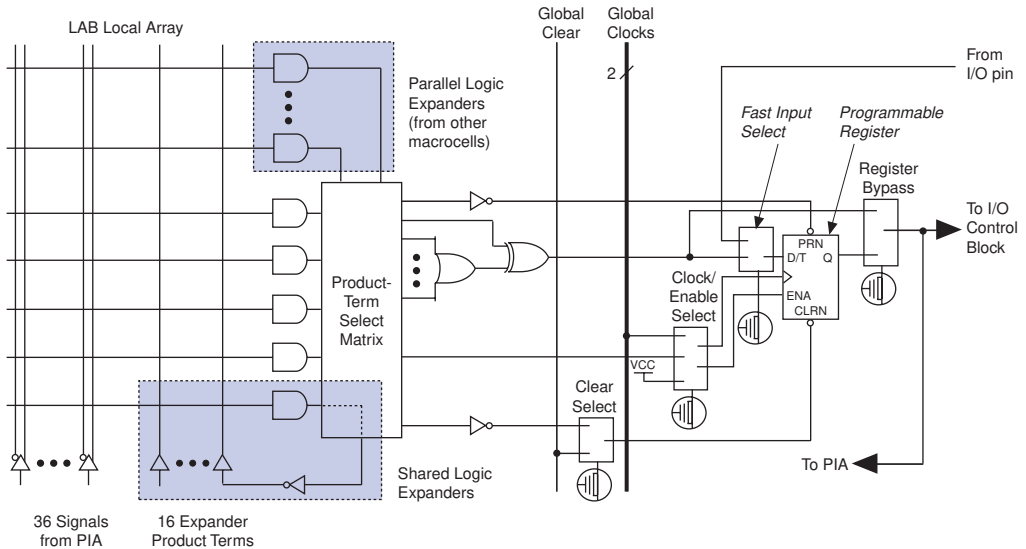 LAB Local Array
Global
Clear
Global
Clocks
2
From
I/O pin
Parallel Logic
Expanders
(from other
macrocells)
Fast Input
Select
Programmable
Register
Register
Bypass
To I/O
Control
Block
PRN
D/T Q
ENA
CLRN
Clock/
Enable
Select
Product-
Term
Select
Matrix
VCC
Clear
Select
To PIA
Shared Logic
Expanders
36 Signals
from PIA
16 Expander
Product Terms